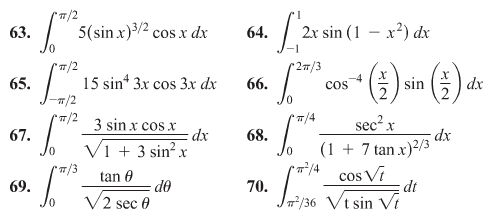 63. ∫_0^{π/2} 5(sin x)^{3/2} cos x dx 64. ∫_{-1}^{1} 2x sin (1 − x²) dx
65. ∫_{-π/2}^{π/2} 15 sin⁴ 3x cos 3x dx 66. ∫_0^{2π/3} cos⁻⁴ (x/2) sin (x/2) dx
67. ∫_0^{π/2} (3 sin x cos x)/√(1 + 3 sin² x) dx 68. ∫_0^{π/4} (sec² x)/(1 + 7 tan x)^{2/3} dx
69. ∫_0^{π/3} (tan θ)/√(2 sec θ) dθ 70. ∫_{π²/36}^{π²/4} (cos √t)/√(t sin √t) dt